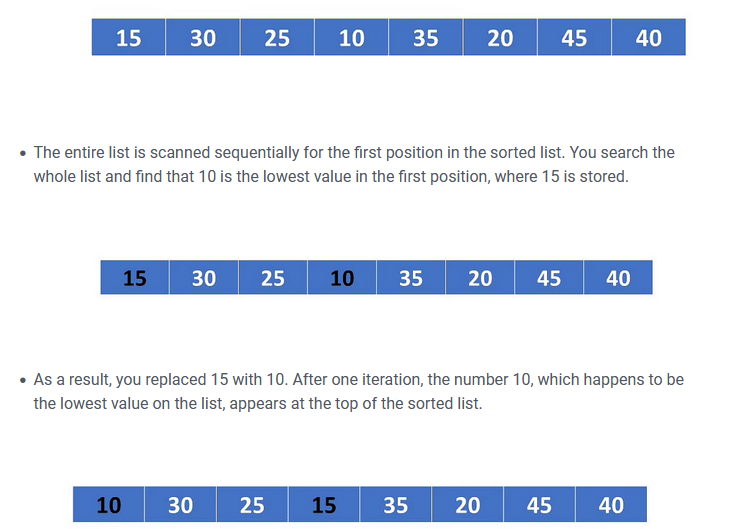 15 30 25 10 35 20 45 40
• The entire list is scanned sequentially for the first position in the sorted list. You search the
whole list and find that 10 is the lowest value in the first position, where 15 is stored.
15 30 25 10 35 20 45 40
• As a result, you replaced 15 with 10. After one iteration, the number 10, which happens to be
the lowest value on the list, appears at the top of the sorted list.
10 30 25 15 35 20 45 40